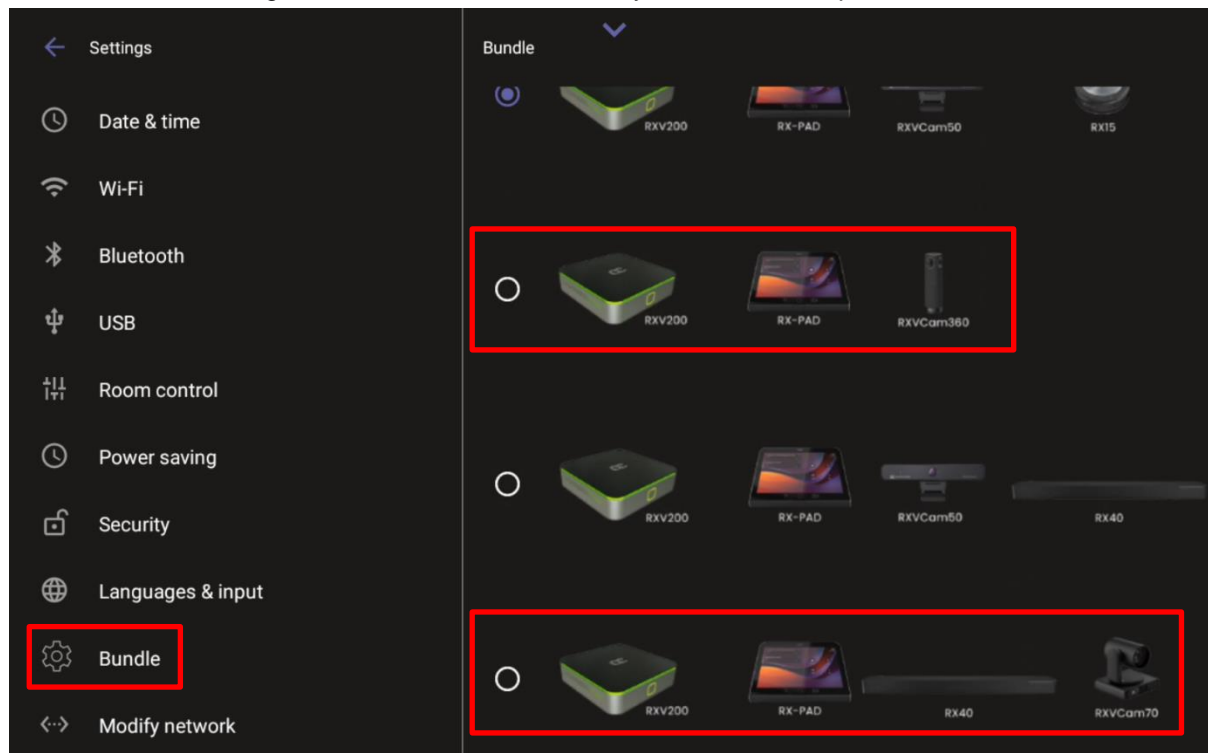 Settings
Date & time
Wi-Fi
Bluetooth
USB
Room control
Power saving
Security
Languages & input
Bundle
Modify network
Bundle
RXV200 RX-PAD RXVCam50 RX15
RXV200 RX-PAD RXVCam360
RXV200 RX-PAD RXVCam50 RX40
RXV200 RX-PAD RX40 RXVCam70